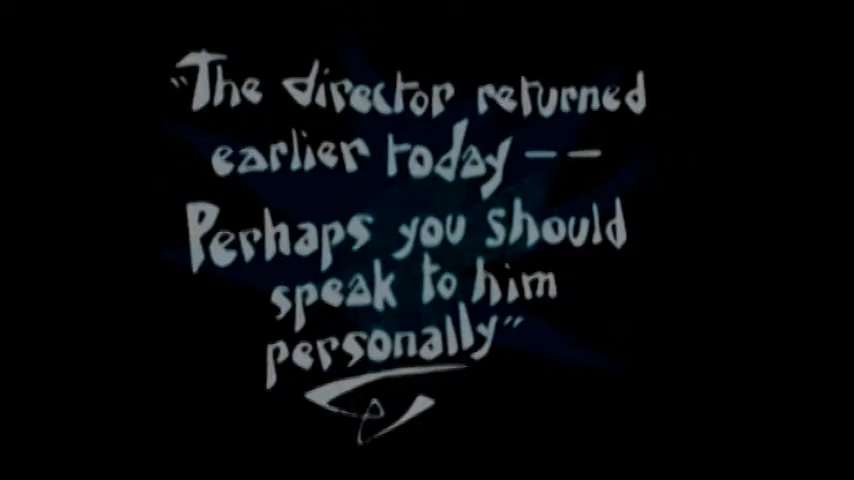 "The director returned
earlier today --
Perhaps you should
speak to him
personally"